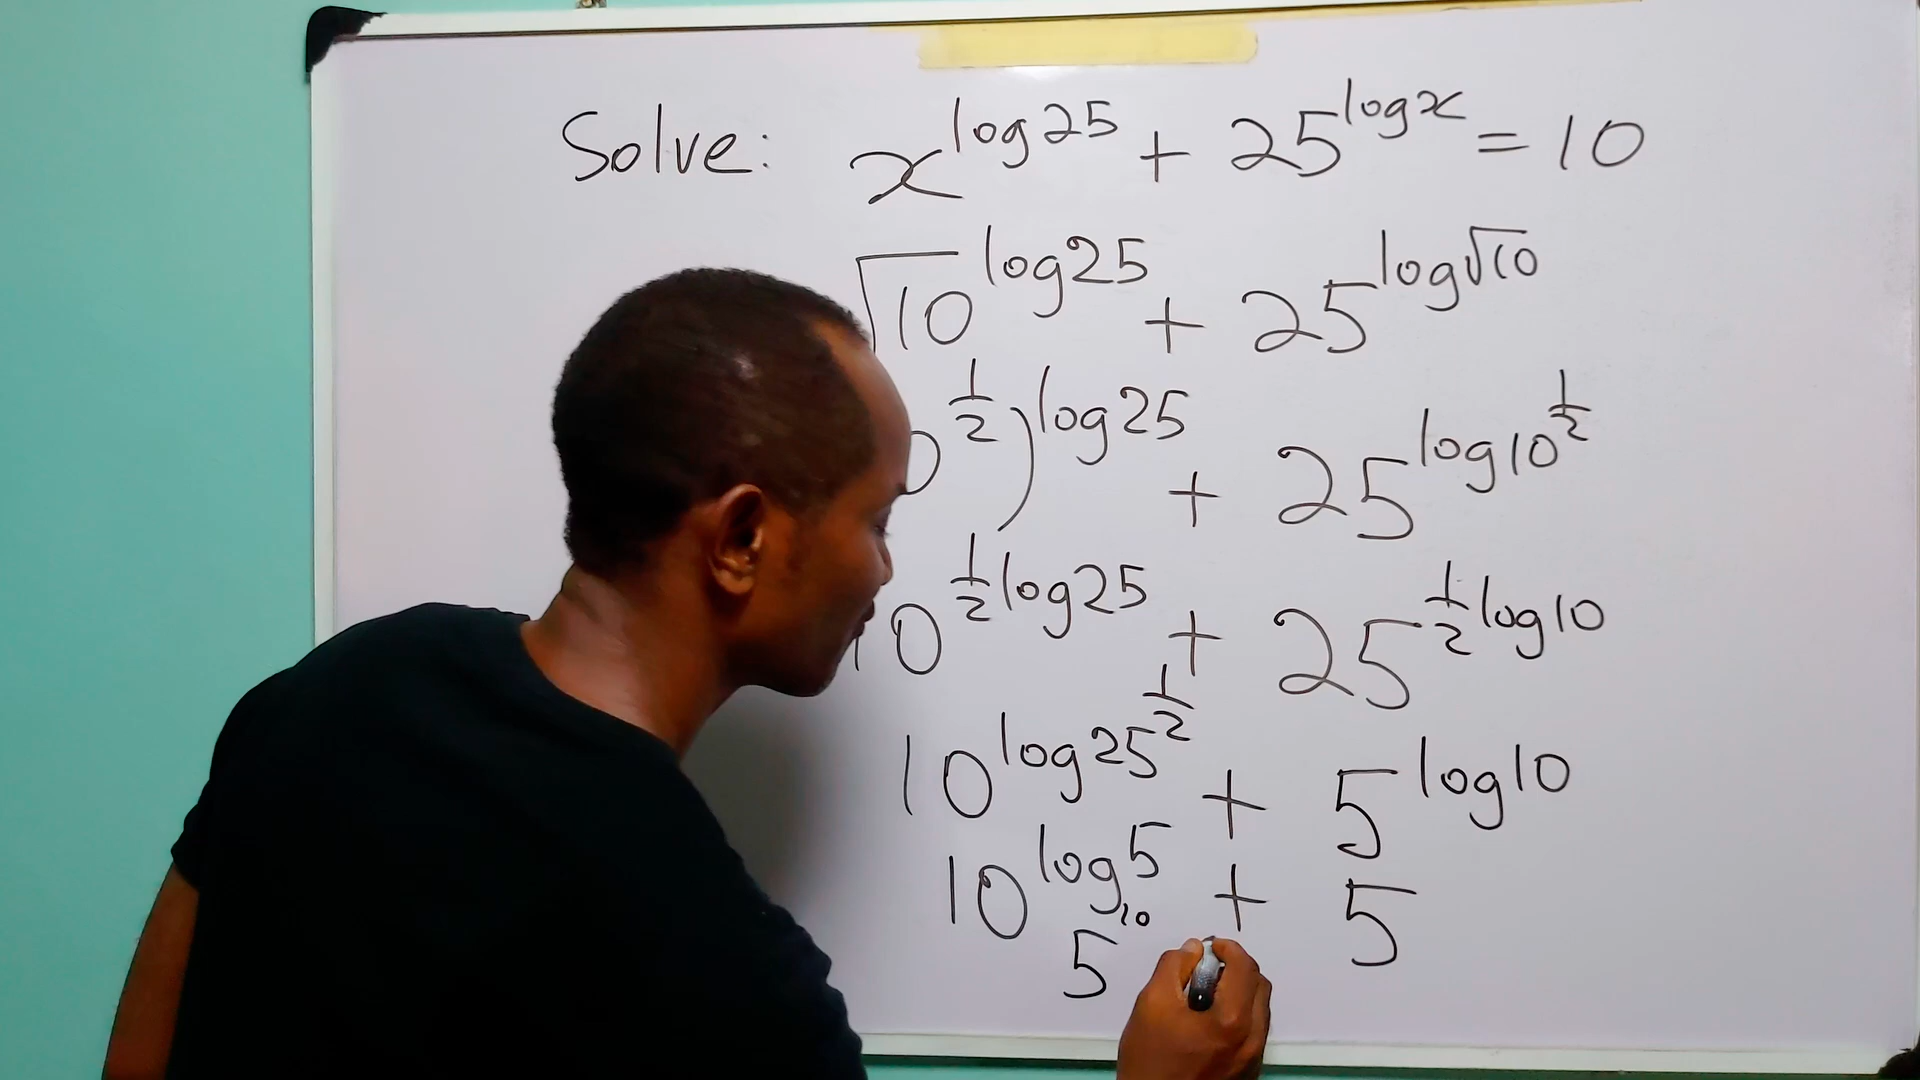 Solve: x^log25 + 25^logx = 10
√10^log25 + 25^log√10
0^1/2)^log25 + 25^log10^1/2
10^1/2log25 + 25^1/2log10
10^log25^1/2 + 5^log10
10^log₁₀5 + 5
5